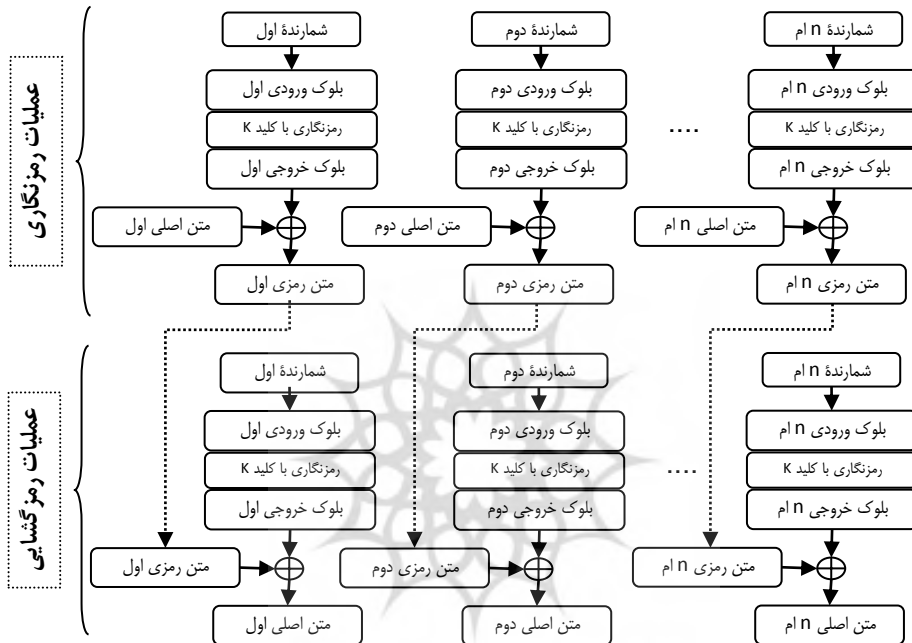 عملیات رمزنگاری
شمارندهٔ اول
شمارندهٔ دوم
شمارندهٔ n ام
بلوک ورودی اول
بلوک ورودی دوم
بلوک ورودی n ام
رمزنگاری با کلید K
رمزنگاری با کلید K
....
رمزنگاری با کلید K
بلوک خروجی اول
بلوک خروجی دوم
بلوک خروجی n ام
متن اصلی اول
متن اصلی دوم
متن اصلی n ام
متن رمزی اول
متن رمزی دوم
متن رمزی n ام
عملیات رمزگشایی
شمارندهٔ اول
شمارندهٔ دوم
شمارندهٔ n ام
بلوک ورودی اول
بلوک ورودی دوم
بلوک ورودی n ام
رمزنگاری با کلید K
رمزنگاری با کلید K
....
رمزنگاری با کلید K
بلوک خروجی اول
بلوک خروجی دوم
بلوک خروجی n ام
متن رمزی اول
متن رمزی دوم
متن رمزی n ام
متن اصلی اول
متن اصلی دوم
متن اصلی n ام